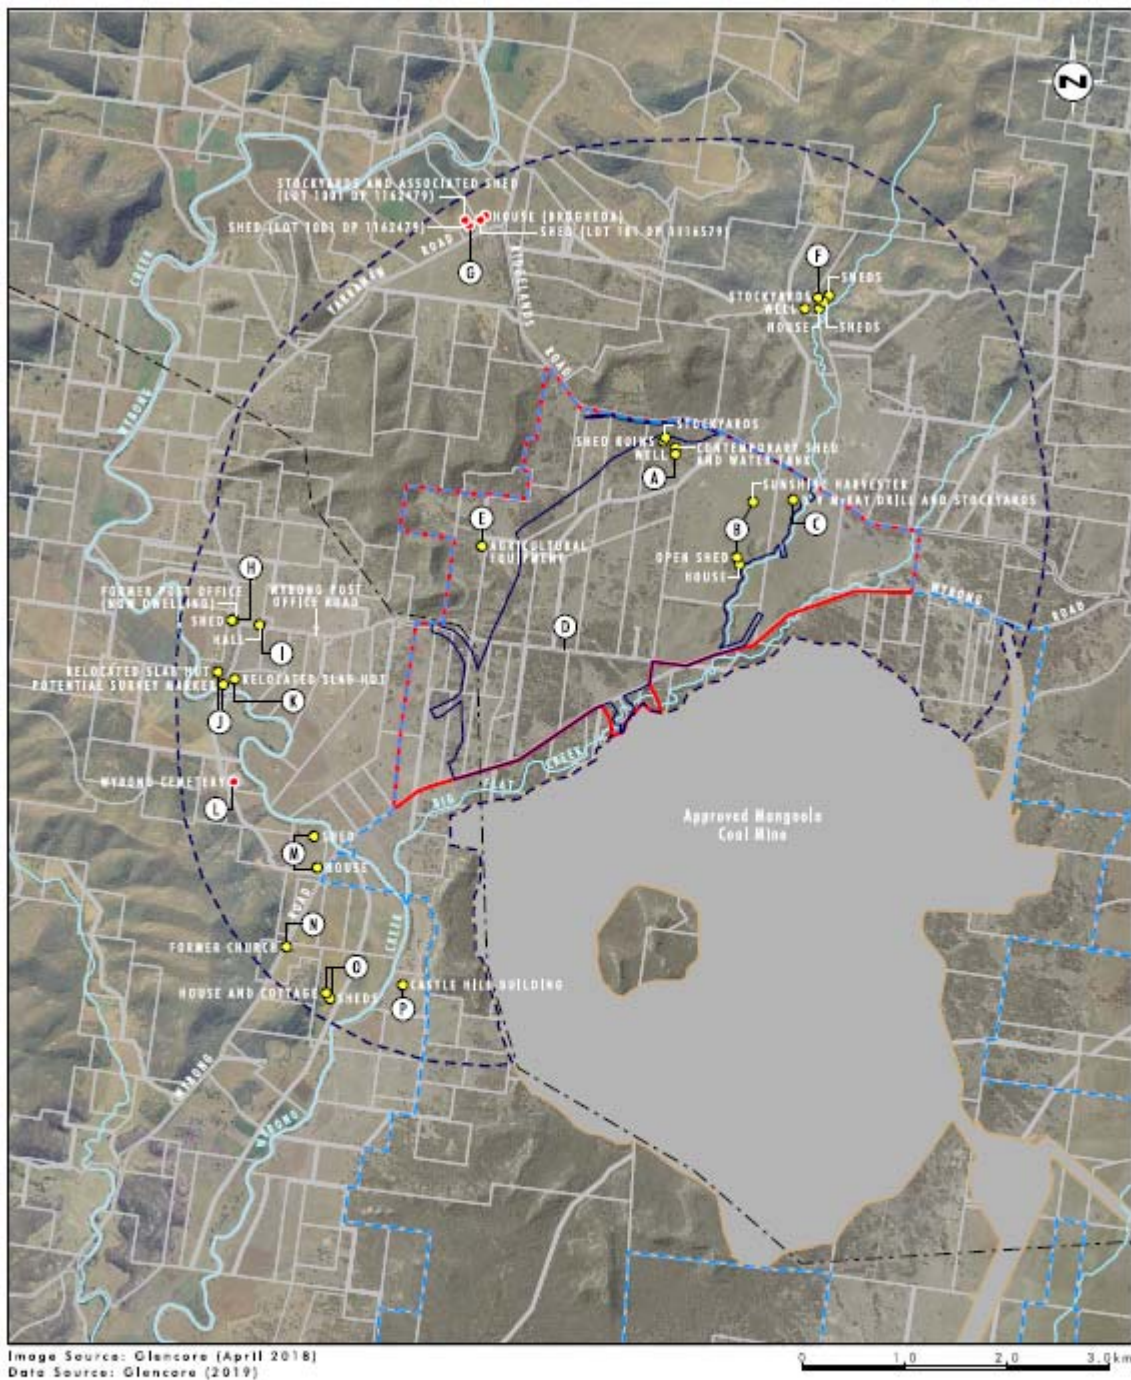 N
STOCKYARDS AND ASSOCIATED SHED
(LOT 1001 DP 1162479)
HOUSE (BROGHEDA)
SHED (LOT 1001 DP 1162479)
SHED (LOT 101 DP 1116579)
G
YARRAMAN ROAD
RIDGELANDS ROAD
CREEK
WYBONG
F
SHEDS
STOCKYARDS
WELL
HOUSE
SHEDS
STOCKYARDS
SHED RUINS
WELL
CONTEMPORARY SHED
AND WATER TANK
A
SUNSHINE HARVESTER
MCKAY DRILL AND STOCKYARDS
B
C
E
AGRICULTURAL
EQUIPMENT
OPEN SHED
HOUSE
H
FORMER POST OFFICE
(NOW DWELLING)
WYBONG POST
OFFICE ROAD
SHED
HALL
I
D
WYBONG ROAD
RELOCATED SLAB HUT
POTENTIAL SURVEY MARKER
RELOCATED SLAB HUT
J
K
WYBONG CEMETERY
L
BIG FLAT CREEK
Approved Mangoola
Coal Mine
SHED
M
HOUSE
ROAD
N
FORMER CHURCH
CREEK
O
HOUSE AND COTTAGE
SHEDS
CASTLE HILL BUILDING
P
WYBONG
WYBONG
Image Source: Glencore (April 2018)
Data Source: Glencore (2019)
0 1.0 2.0 3.0km